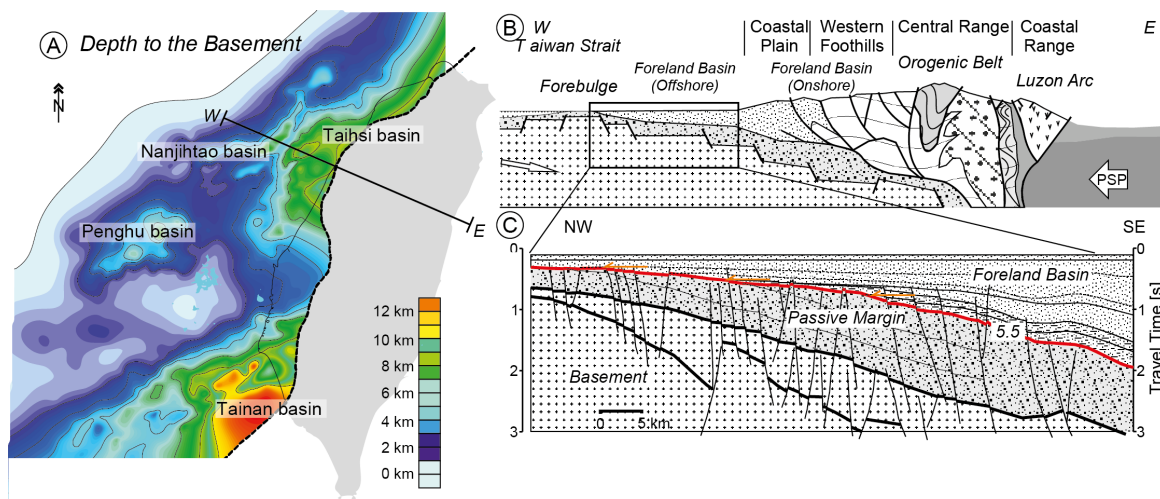 A Depth to the Basement
N
W
E
Taihsi basin
Nanjihtao basin
Penghu basin
Tainan basin
12 km
10 km
8 km
6 km
4 km
2 km
0 km
B W E
Taiwan Strait
Coastal Plain
Western Foothills
Central Range
Coastal Range
Forebulge
Foreland Basin
(Offshore)
Foreland Basin
(Onshore)
Orogenic Belt
Luzon Arc
PSP
C NW SE
0
1
2
3
0
1
2
3
Travel Time [s]
Foreland Basin
Passive Margin
5.5
Basement
0 5 km